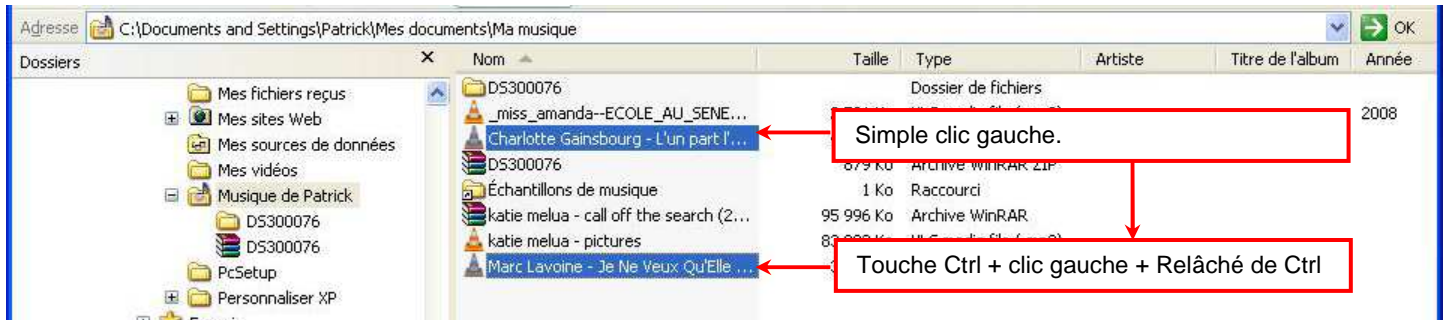 Adresse C:\Documents and Settings\Patrick\Mes documents\Ma musique OK
Dossiers
Mes fichiers reçus
Mes sites Web
Mes sources de données
Mes vidéos
Musique de Patrick
DS300076
DS300076
PcSetup
Personnaliser XP
Nom Taille Type Artiste Titre de l'album Année
DS300076 Dossier de fichiers
_miss_amanda--ECOLE_AU_SENE... 2008
Charlotte Gainsbourg - L'un part l'...
Simple clic gauche.
DS300076 879 Ko Archive WinRAR ZIP
Échantillons de musique 1 Ko Raccourci
katie melua - call off the search (2... 95 996 Ko Archive WinRAR
katie melua - pictures
Marc Lavoine - Je Ne Veux Qu'Elle ...
Touche Ctrl + clic gauche + Relâché de Ctrl